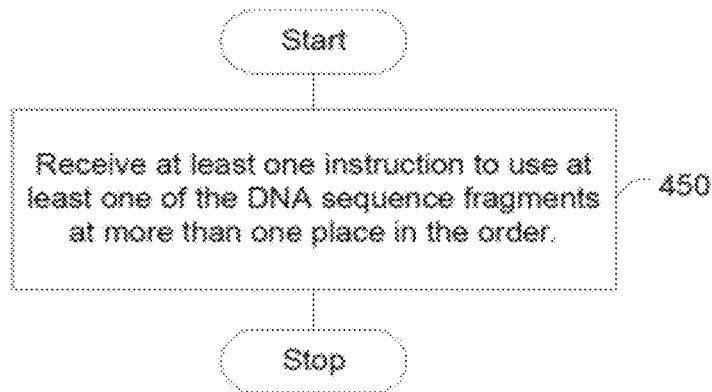 Start
Receive at least one instruction to use at
least one of the DNA sequence fragments
at more than one place in the order.
450
Stop